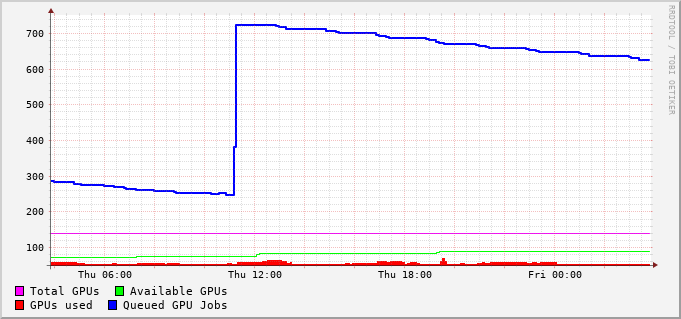 700
600
500
400
300
200
100
Thu 06:00 Thu 12:00 Thu 18:00 Fri 00:00
Total GPUs Available GPUs
GPUs used Queued GPU Jobs
RRDTOOL / TOBI OETIKER